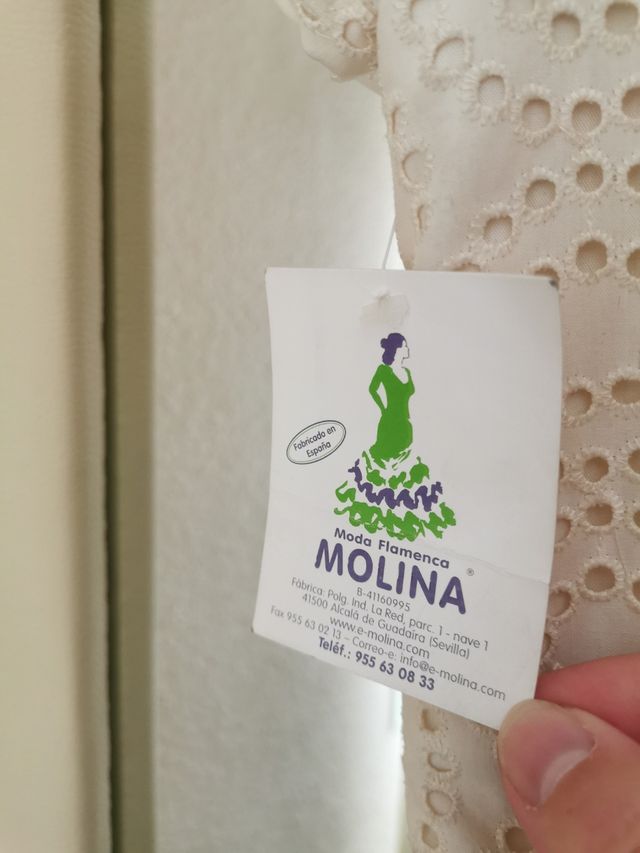 Fabricado en
España
Moda Flamenca
MOLINA ®
B-41160995
Fábrica: Polg. Ind. La Red, parc. 1 - nave 1
41500 Alcalá de Guadaíra (Sevilla)
www.e-molina.com
Fax 955 63 02 13 – Correo-e: info@e-molina.com
Teléf.: 955 63 08 33